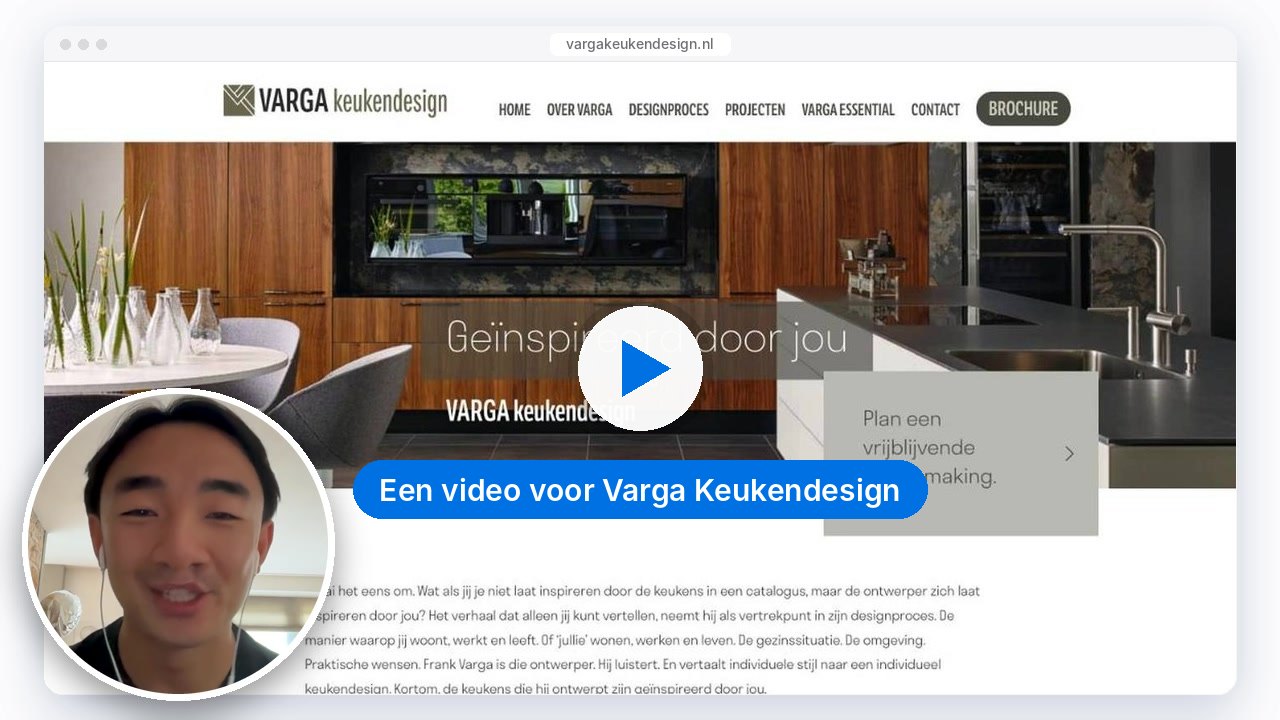 vargakeukendesign.nl
VARGA keukendesign
HOME OVER VARGA DESIGNPROCES PROJECTEN VARGA ESSENTIAL CONTACT BROCHURE
Geïnspireerd door jou
VARGA keukendesign
Plan een
vrijblijvende
making.
Een video voor Varga Keukendesign
het eens om. Wat als jij je niet laat inspireren door de keukens in een catalogus, maar de ontwerper zich laat
spireren door jou? Het verhaal dat alleen jij kunt vertellen, neemt hij als vertrekpunt in zijn designproces. De
manier waarop jij woont, werkt en leeft. Of 'jullie' wonen, werken en leven. De gezinssituatie. De omgeving.
Praktische wensen. Frank Varga is die ontwerper. Hij luistert. En vertaalt individuele stijl naar een individueel
keukendesign. Kortom, de keukens die hij ontwerpt zijn geïnspireerd door jou.